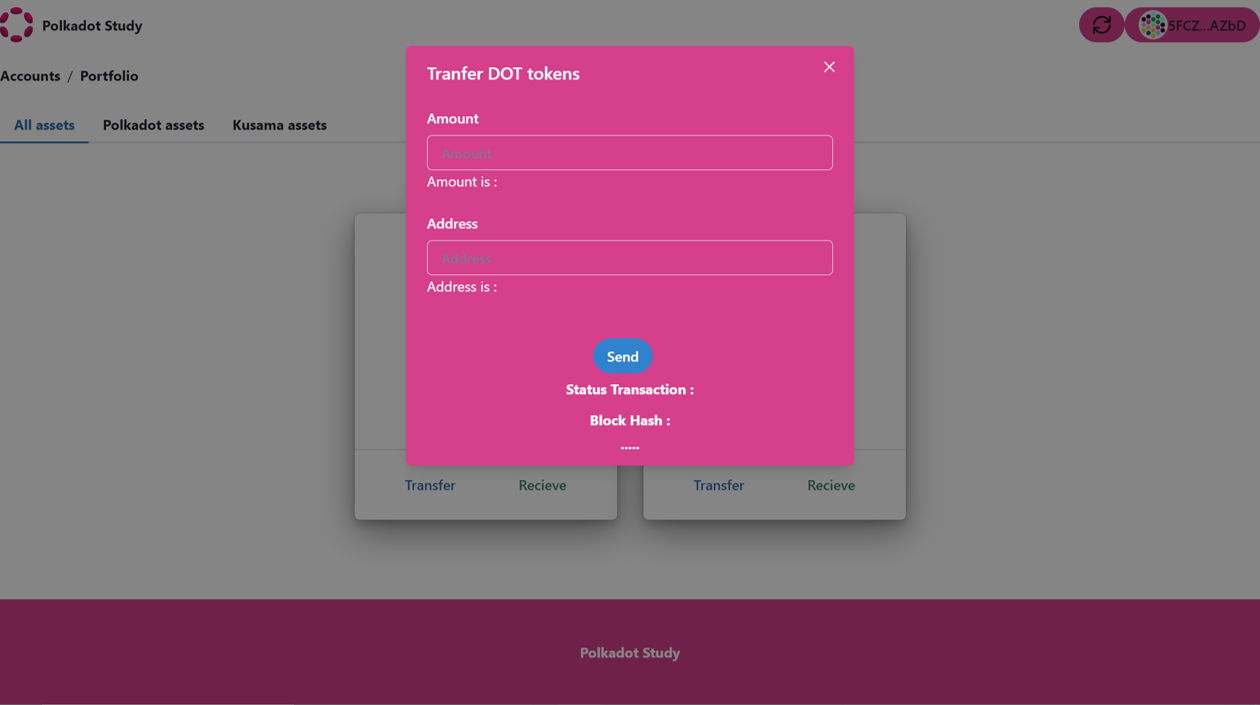 Polkadot Study
5FCZ...AZbD
Accounts / Portfolio
All assets Polkadot assets Kusama assets
Tranfer DOT tokens
Amount
Amount
Amount is :
Address
Address
Address is :
Send
Status Transaction :
Block Hash :
.....
Transfer Recieve
Transfer Recieve
Polkadot Study